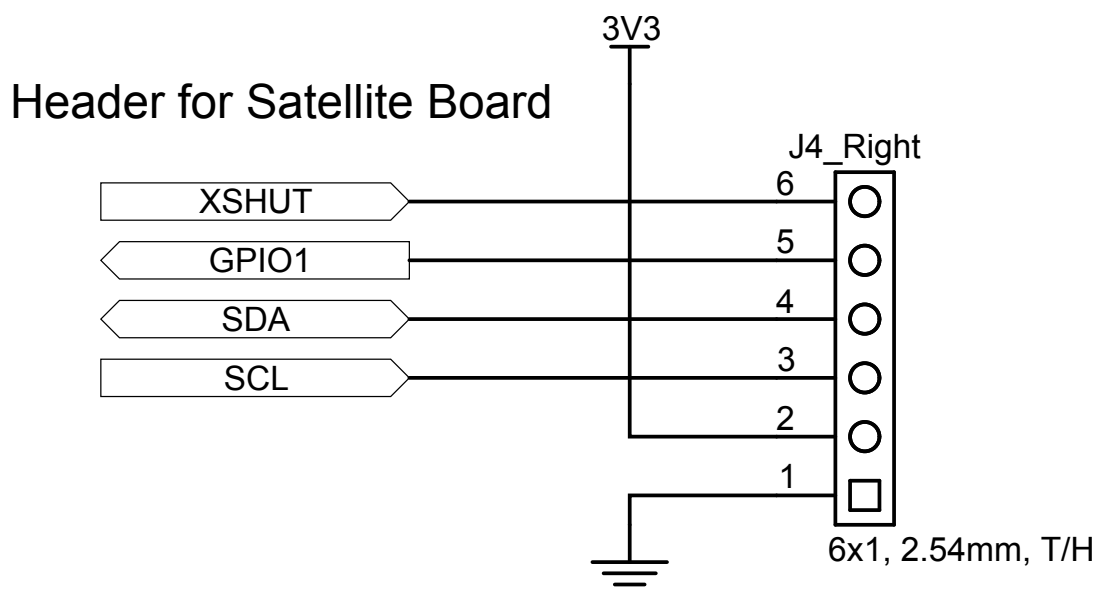 3V3
Header for Satellite Board
J4_Right
XSHUT 6
GPIO1 5
SDA 4
SCL 3
2
1
6x1, 2.54mm, T/H